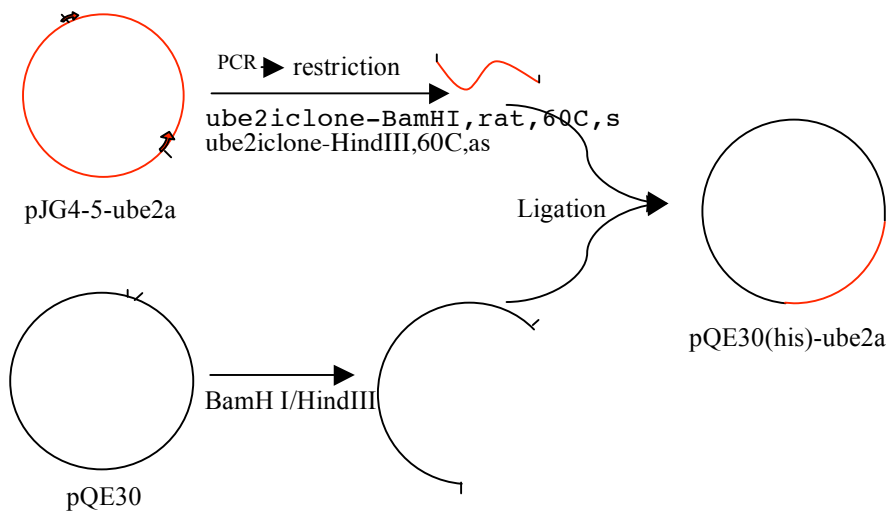 PCR restriction
ube2iclone-BamHI,rat,60C,s
ube2iclone-HindIII,60C,as
pJG4-5-ube2a
Ligation
pQE30(his)-ube2a
BamH I/HindIII
pQE30